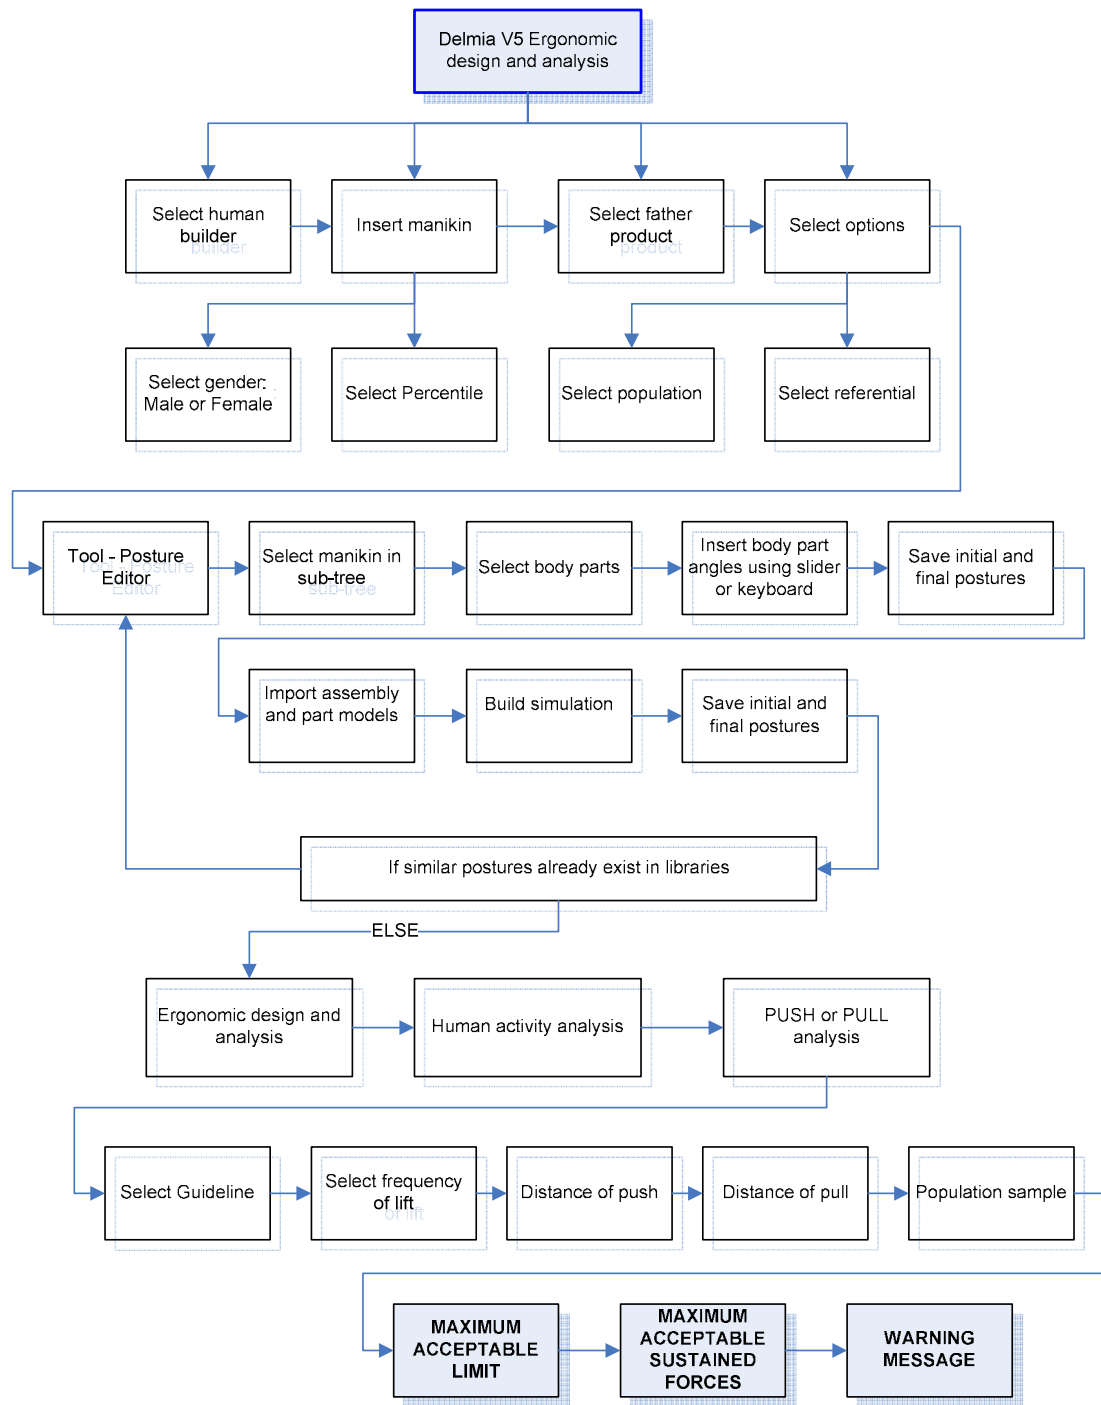 Delmia V5 Ergonomic
design and analysis
Select human
builder
Insert manikin
Select father
product
Select options
Select gender:
Male or Female
Select Percentile
Select population
Select referential
Tool - Posture
Editor
Select manikin in
sub-tree
Select body parts
Insert body part
angles using slider
or keyboard
Save initial and
final postures
Import assembly
and part models
Build simulation
Save initial and
final postures
If similar postures already exist in libraries
ELSE
Ergonomic design and
analysis
Human activity analysis
PUSH or PULL
analysis
Select Guideline
Select frequency
of lift
Distance of push
Distance of pull
Population sample
MAXIMUM
ACCEPTABLE
LIMIT
MAXIMUM
ACCEPTABLE
SUSTAINED
FORCES
WARNING
MESSAGE